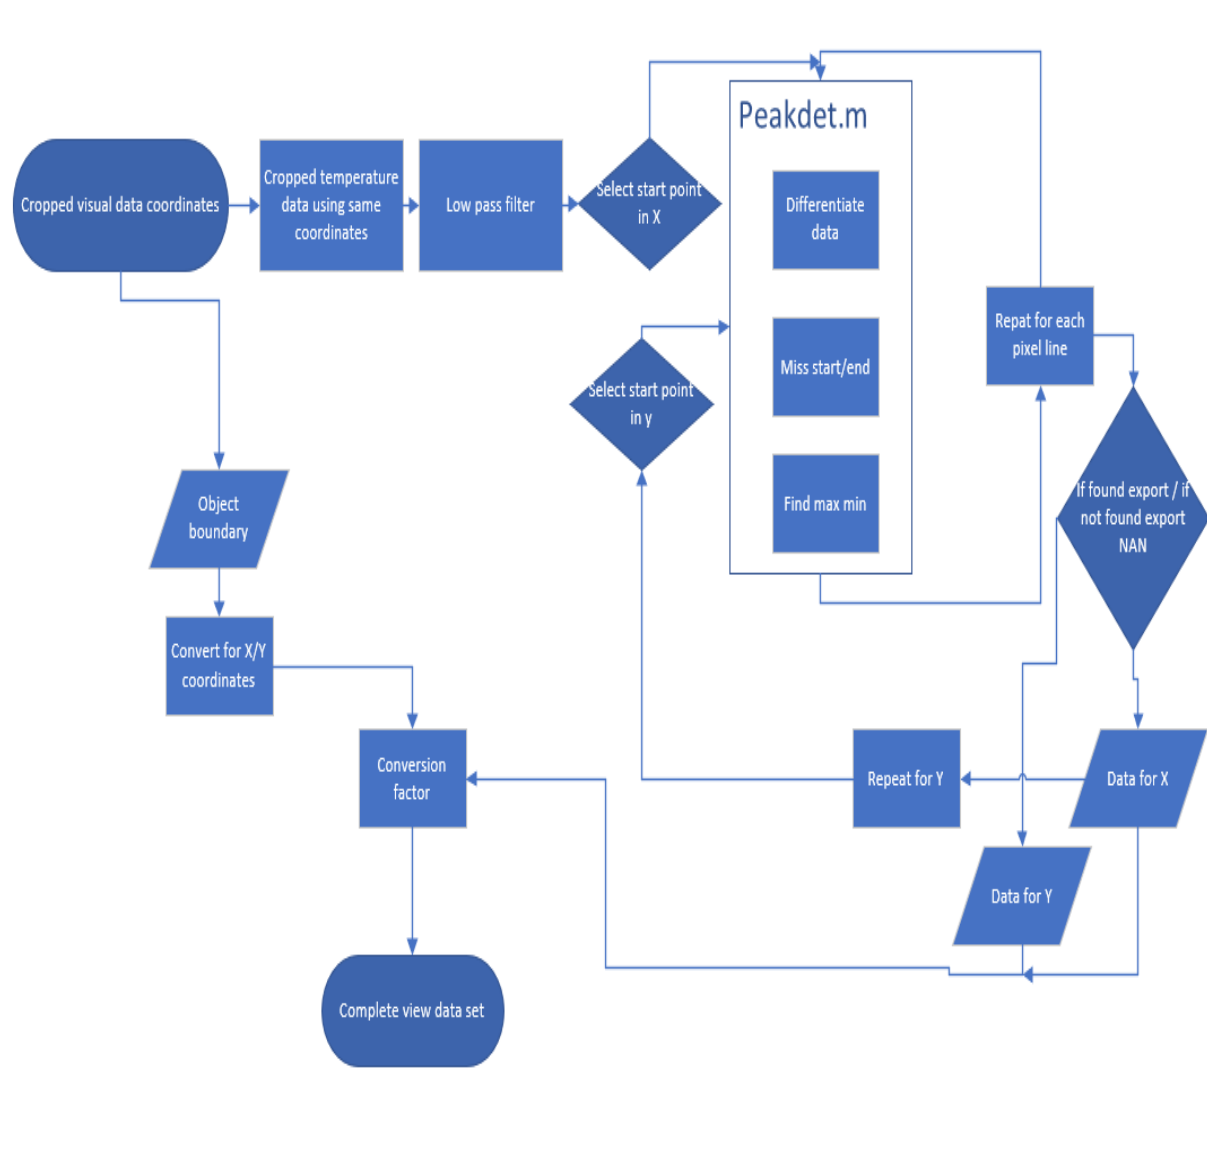 Peakdet.m
Cropped visual data coordinates
Cropped temperature
data using same
coordinates
Low pass filter
Select start point
in X
Differentiate
data
Repat for each
pixel line
Miss start/end
Select start point
in y
Find max min
If found export / if
not found export
NAN
Object
boundary
Convert for X/Y
coordinates
Conversion
factor
Repeat for Y
Data for X
Data for Y
Complete view data set